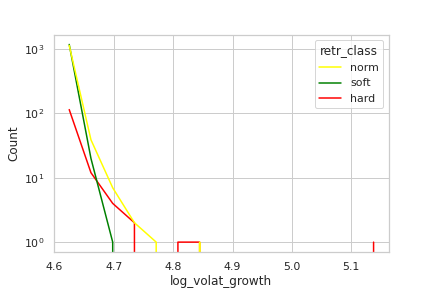 10³
10²
10¹
10⁰
Count
4.6 4.7 4.8 4.9 5.0 5.1
log_volat_growth
retr_class
norm
soft
hard